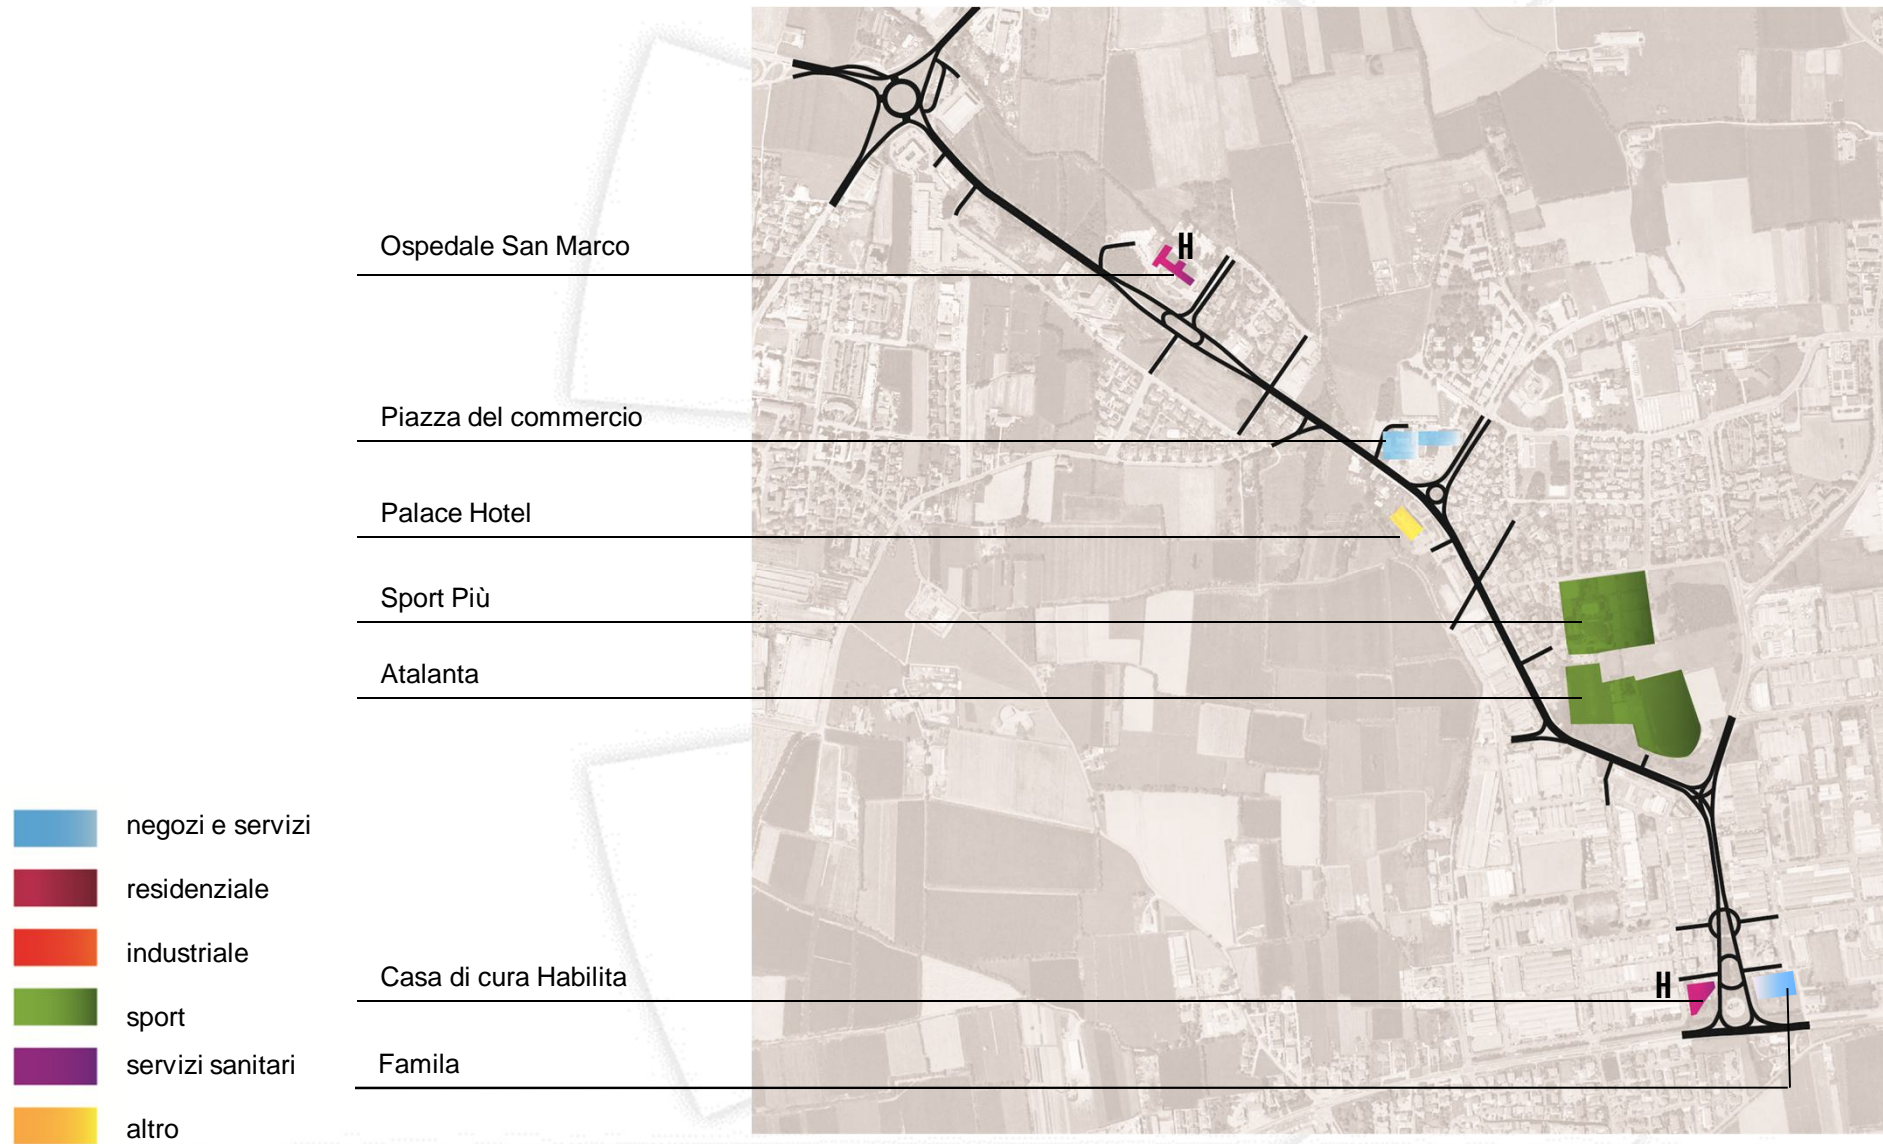 Ospedale San Marco
H
Piazza del commercio
Palace Hotel
Sport Più
Atalanta
negozi e servizi
residenziale
industriale
sport
servizi sanitari
altro
Casa di cura Habilita
H
Famila